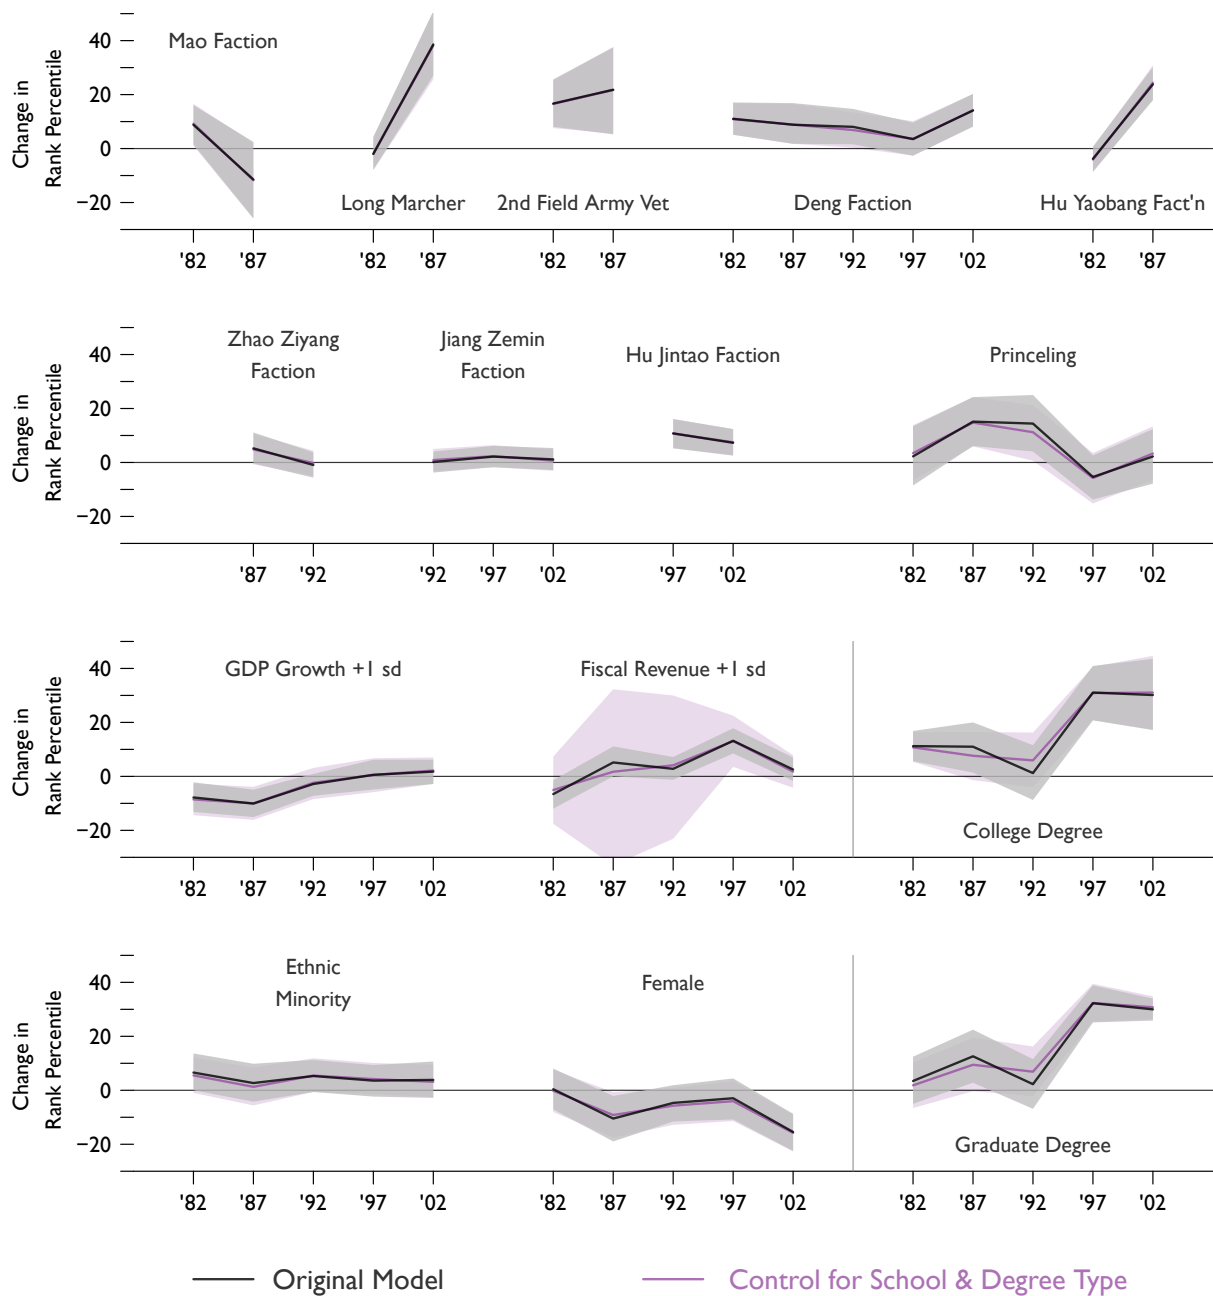 Change in
Rank Percentile
40
20
0
−20
Mao Faction
Long Marcher
2nd Field Army Vet
Deng Faction
Hu Yaobang Fact'n
'82 '87 '82 '87 '82 '87 '82 '87 '92 '97 '02 '82 '87
Change in
Rank Percentile
40
20
0
−20
Zhao Ziyang
Faction
Jiang Zemin
Faction
Hu Jintao Faction
Princeling
'87 '92 '92 '97 '02 '97 '02 '82 '87 '92 '97 '02
Change in
Rank Percentile
40
20
0
−20
GDP Growth +1 sd
Fiscal Revenue +1 sd
College Degree
'82 '87 '92 '97 '02 '82 '87 '92 '97 '02 '82 '87 '92 '97 '02
Change in
Rank Percentile
40
20
0
−20
Ethnic
Minority
Female
Graduate Degree
'82 '87 '92 '97 '02 '82 '87 '92 '97 '02 '82 '87 '92 '97 '02
Original Model
Control for School & Degree Type